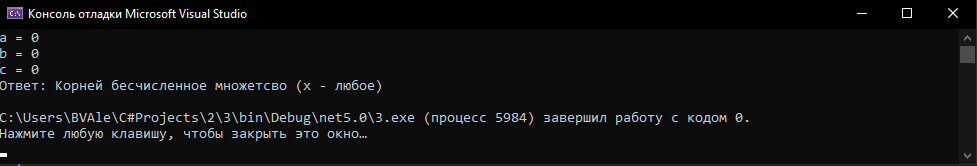 Консоль отладки Microsoft Visual Studio
a = 0
b = 0
c = 0
Ответ: Корней бесчисленное множетсво (x - любое)
C:\Users\BVAle\C#Projects\2\3\bin\Debug\net5.0\3.exe (процесс 5984) завершил работу с кодом 0.
Нажмите любую клавишу, чтобы закрыть это окно…